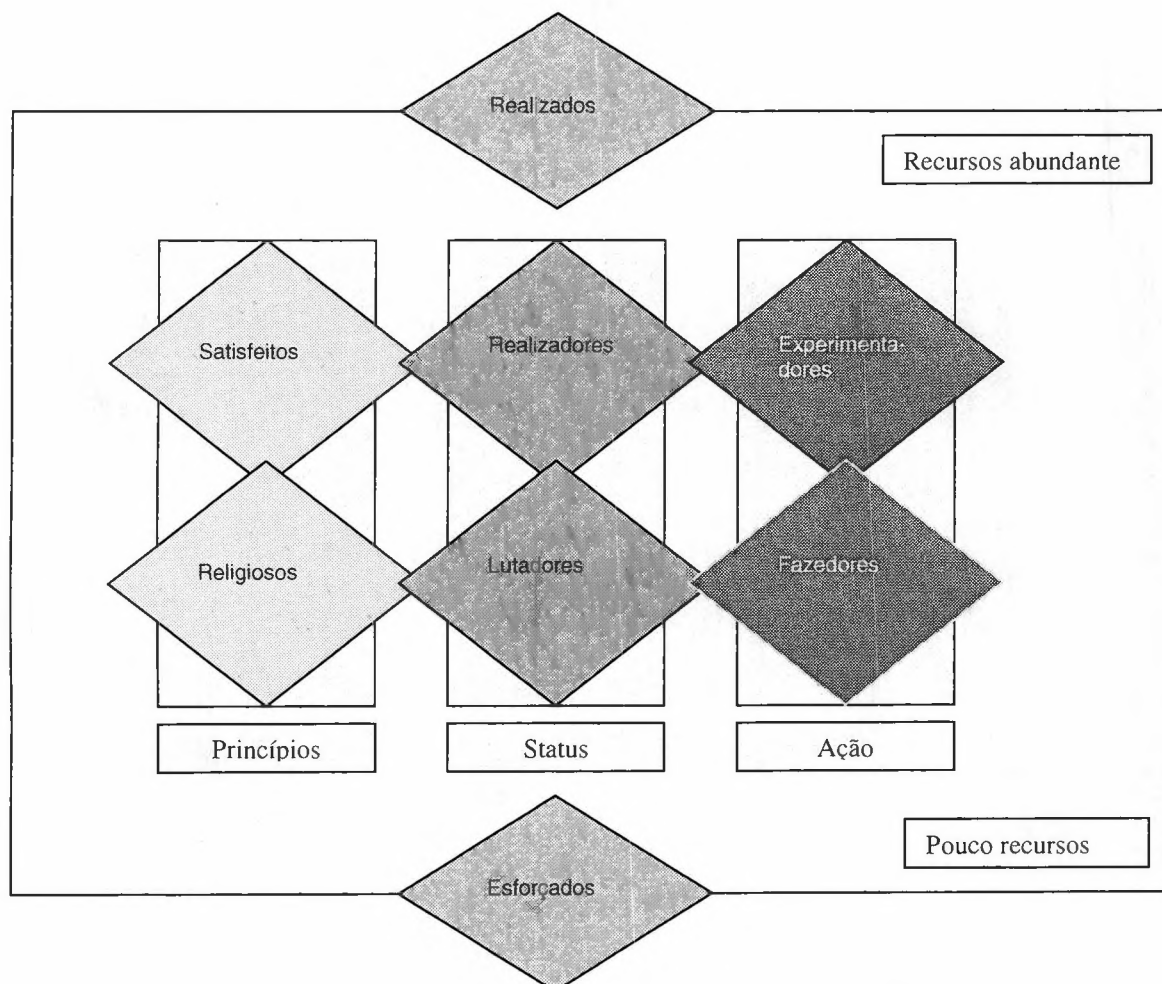 Realizados
Recursos abundante
Satisfeitos
Realizadores
Experimenta-
dores
Religiosos
Lutadores
Fazedores
Princípios
Status
Ação
Pouco recursos
Esforçados